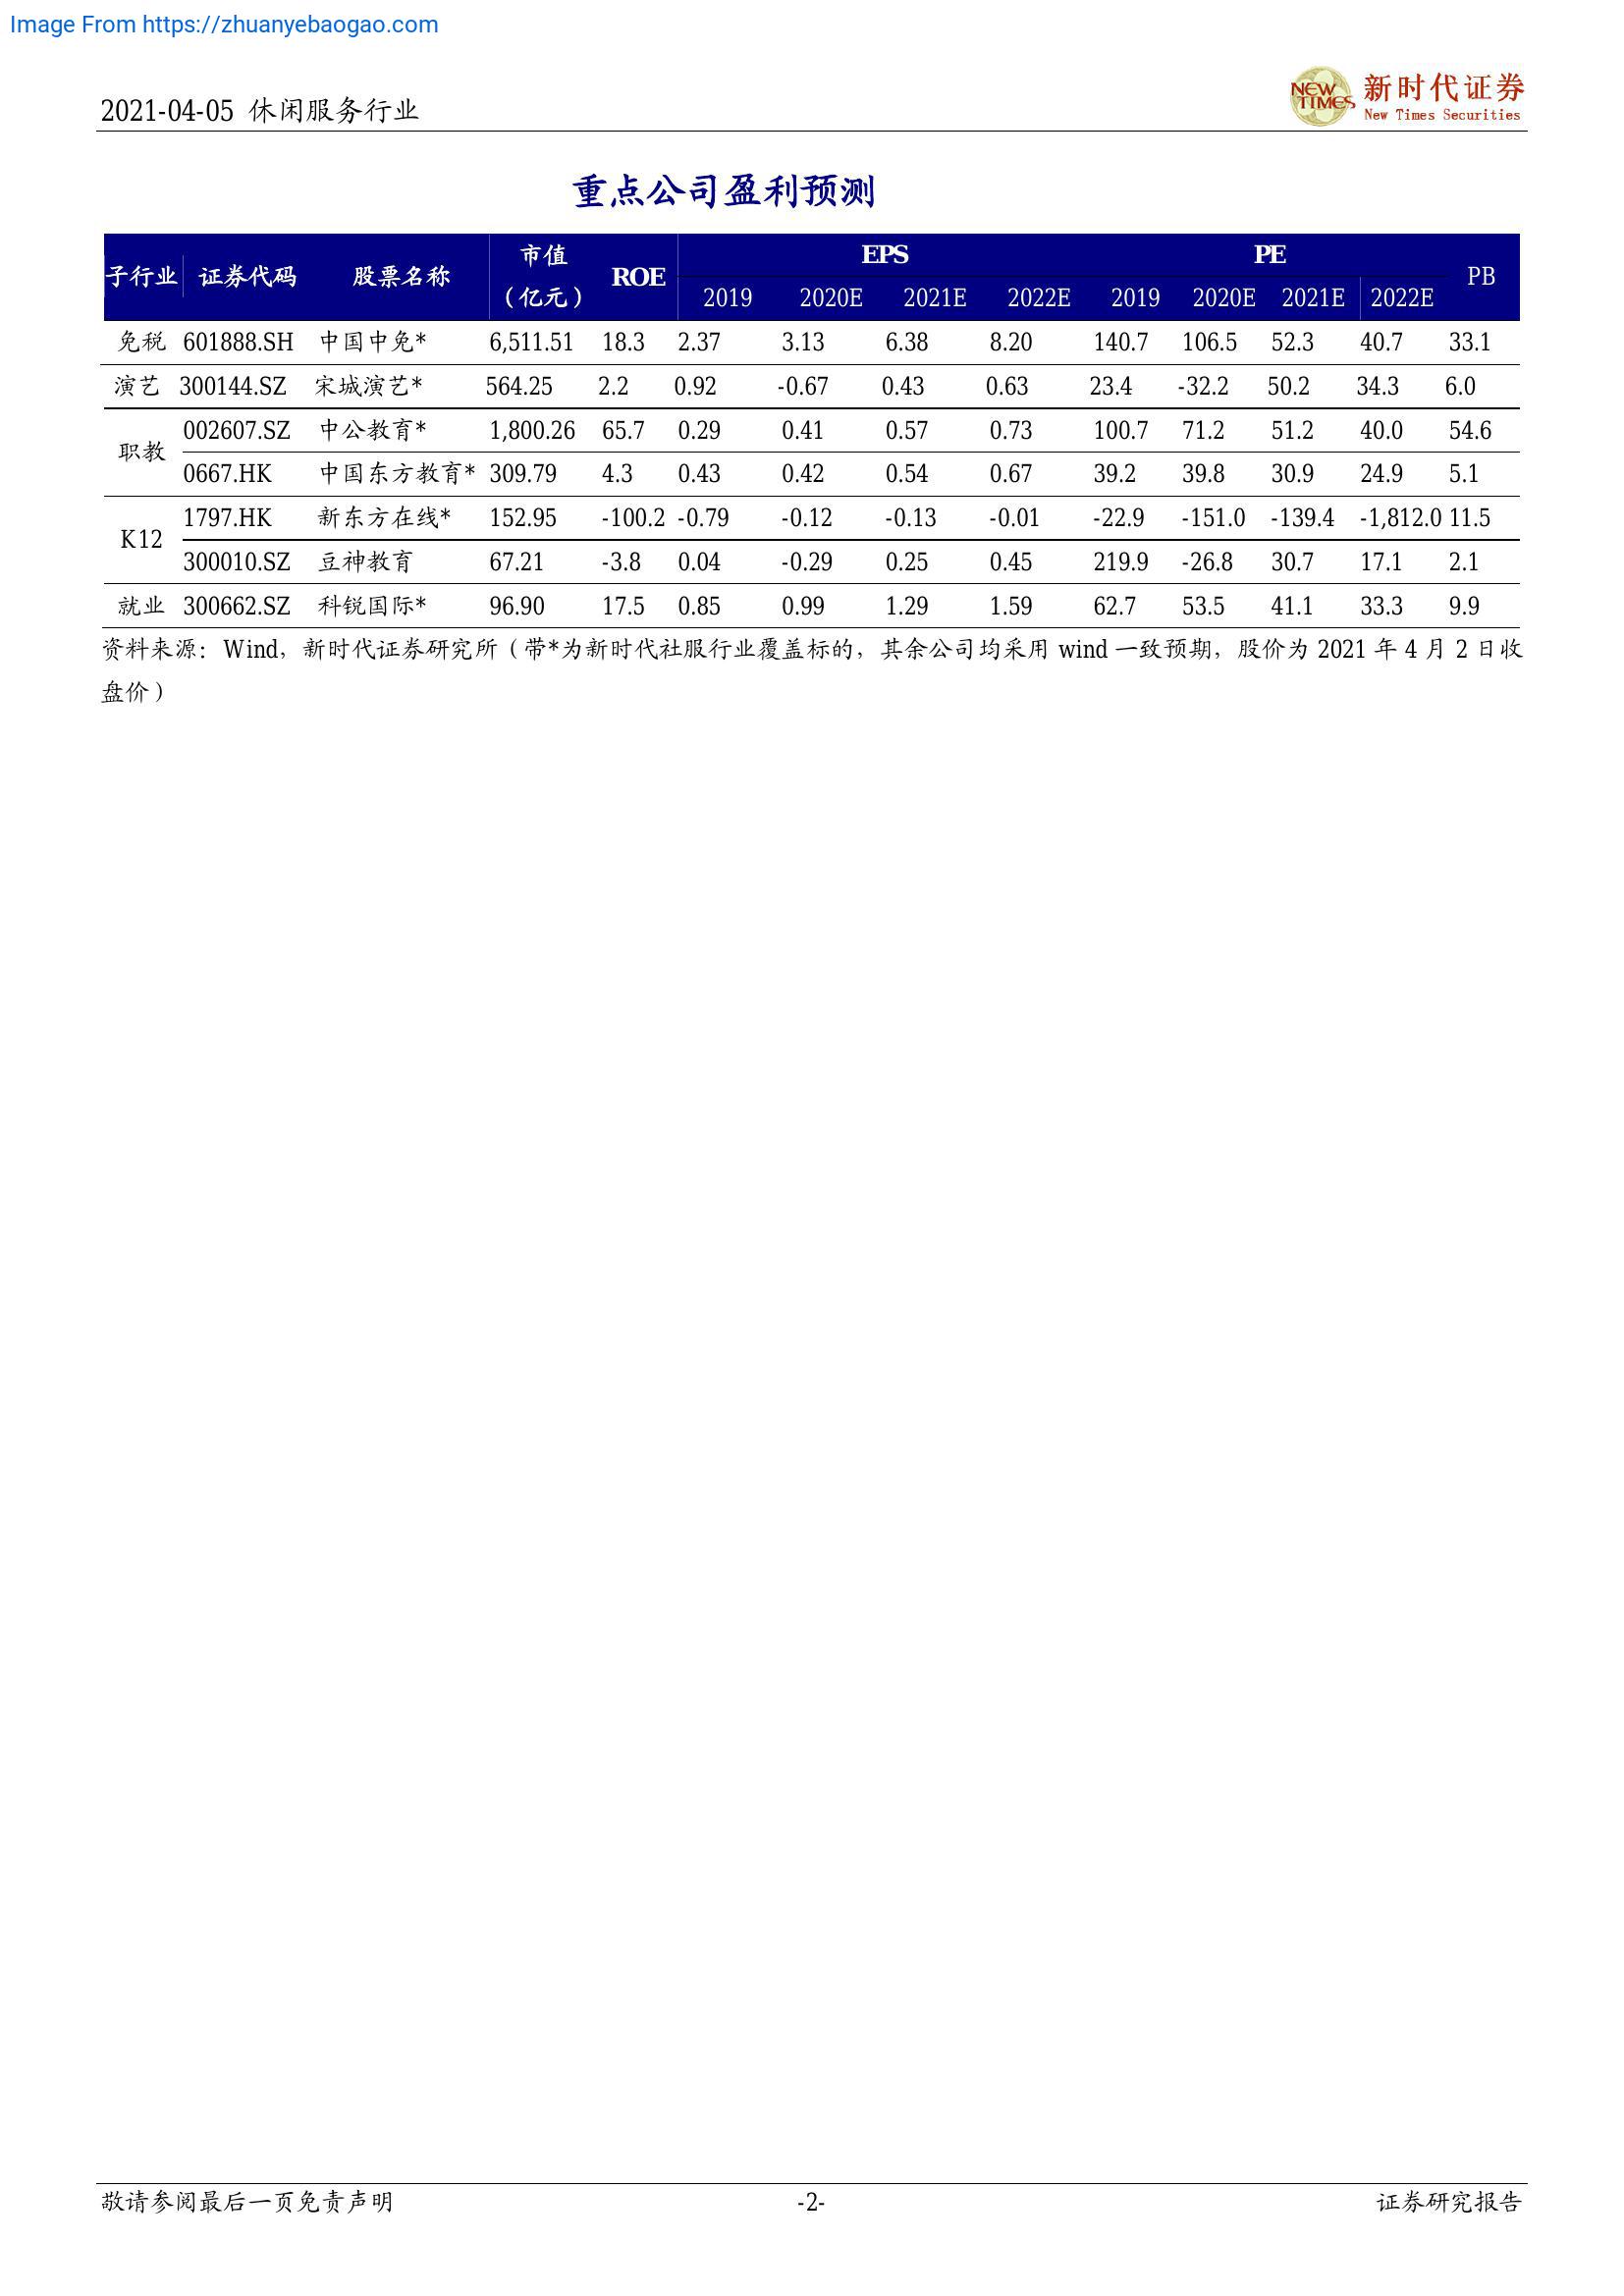 Image From https://zhuanyebaogao.com
2021-04-05 休闲服务行业
NEW TIMES
新时代证券
New Times Securities
重点公司盈利预测
子行业 证券代码 股票名称 市值（亿元） ROE EPS PE PB
2019 2020E 2021E 2022E 2019 2020E 2021E 2022E
免税 601888.SH 中国中免* 6,511.51 18.3 2.37 3.13 6.38 8.20 140.7 106.5 52.3 40.7 33.1
演艺 300144.SZ 宋城演艺* 564.25 2.2 0.92 -0.67 0.43 0.63 23.4 -32.2 50.2 34.3 6.0
职教 002607.SZ 中公教育* 1,800.26 65.7 0.29 0.41 0.57 0.73 100.7 71.2 51.2 40.0 54.6
0667.HK 中国东方教育* 309.79 4.3 0.43 0.42 0.54 0.67 39.2 39.8 30.9 24.9 5.1
K12 1797.HK 新东方在线* 152.95 -100.2 -0.79 -0.12 -0.13 -0.01 -22.9 -151.0 -139.4 -1,812.0 11.5
300010.SZ 豆神教育 67.21 -3.8 0.04 -0.29 0.25 0.45 219.9 -26.8 30.7 17.1 2.1
就业 300662.SZ 科锐国际* 96.90 17.5 0.85 0.99 1.29 1.59 62.7 53.5 41.1 33.3 9.9
资料来源：Wind，新时代证券研究所（带*为新时代社服行业覆盖标的，其余公司均采用 wind 一致预期，股价为 2021 年 4 月 2 日收
盘价）
敬请参阅最后一页免责声明 -2- 证券研究报告